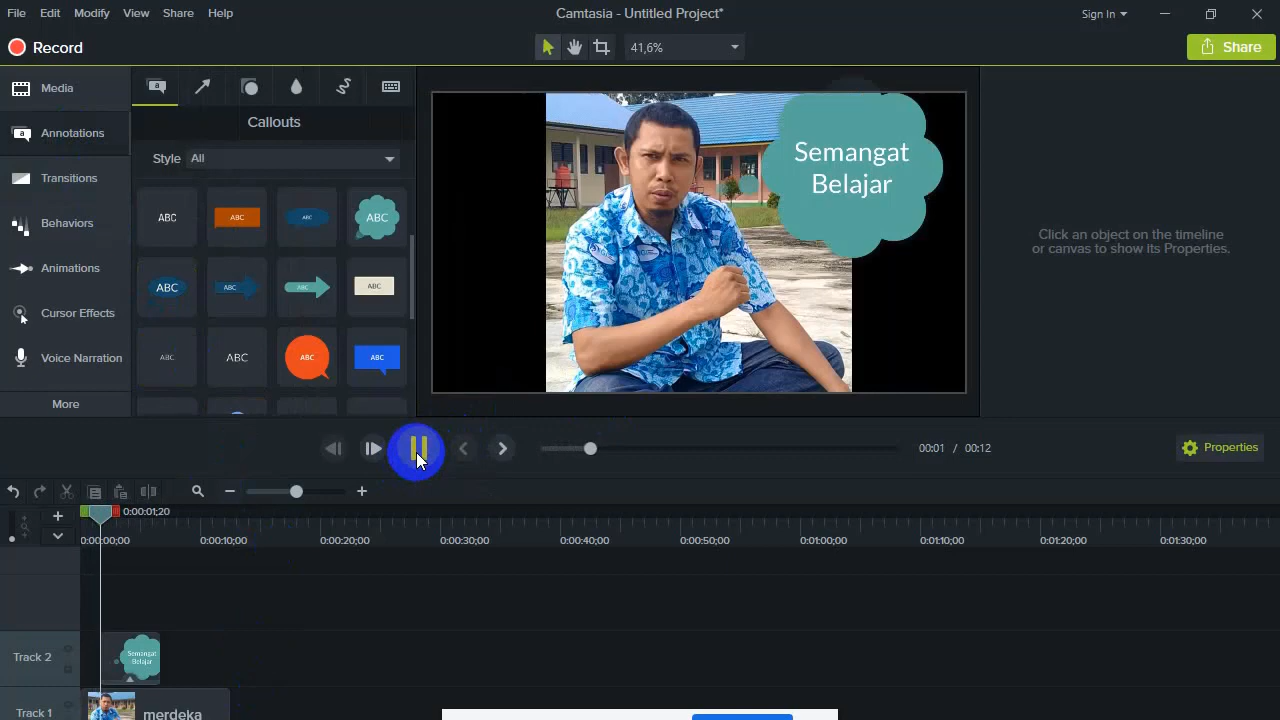 File Edit Modify View Share Help
Camtasia - Untitled Project*
Sign In
Record
41,6%
Share
Media
Annotations
Transitions
Behaviors
Animations
Cursor Effects
Voice Narration
More
Callouts
Style All
ABC ABC ABC ABC
ABC ABC ABC ABC
ABC ABC ABC ABC
Semangat
Belajar
Click an object on the timeline
or canvas to show its Properties.
00:01 / 00:12
Properties
0:00:01;20
0:00:00;00 0:00:10;00 0:00:20;00 0:00:30;00 0:00:40;00 0:00:50;00 0:01:00;00 0:01:10;00 0:01:20;00 0:01:30;00
Track 2
Semangat
Belajar
Track 1
merdeka